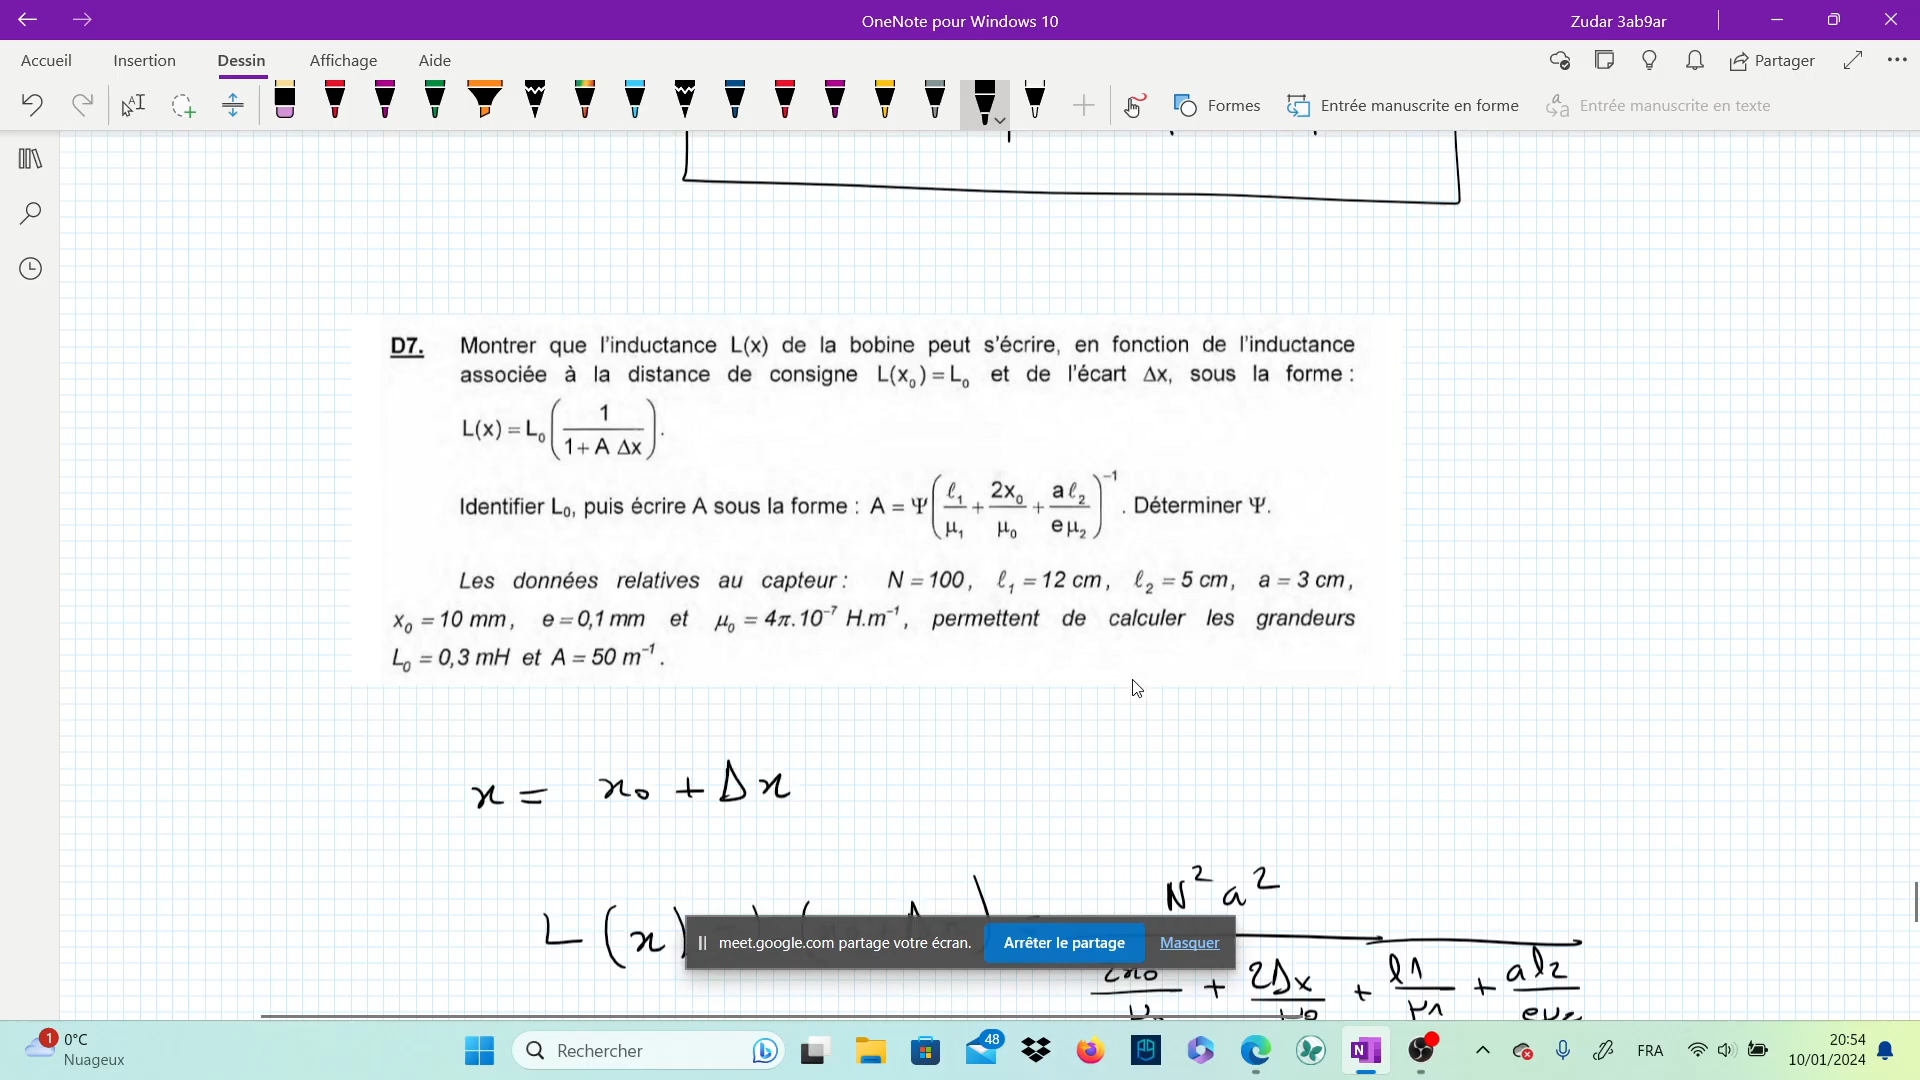 OneNote pour Windows 10
Zudar 3ab9ar
Accueil Insertion Dessin Affichage Aide
Partager
Formes Entrée manuscrite en forme Entrée manuscrite en texte
D7. Montrer que l'inductance L(x) de la bobine peut s'écrire, en fonction de l'inductance
associée à la distance de consigne L(x₀) = L₀ et de l'écart Δx, sous la forme :
L(x) = L₀ (1 / (1 + A Δx)).
Identifier L₀, puis écrire A sous la forme : A = Ψ (ℓ₁/μ₁ + 2x₀/μ₀ + a ℓ₂/e μ₂)⁻¹. Déterminer Ψ.
Les données relatives au capteur : N = 100, ℓ₁ = 12 cm, ℓ₂ = 5 cm, a = 3 cm,
x₀ = 10 mm, e = 0,1 mm et μ₀ = 4π.10⁻⁷ H.m⁻¹, permettent de calculer les grandeurs
L₀ = 0,3 mH et A = 50 m⁻¹.
x = x₀ + Δx
N² a²
L (x)
meet.google.com partage votre écran. Arrêter le partage Masquer
2x₀ + 2Δx + l1 + al2
1 0°C
Nuageux
Rechercher
48
FRA
20:54
10/01/2024